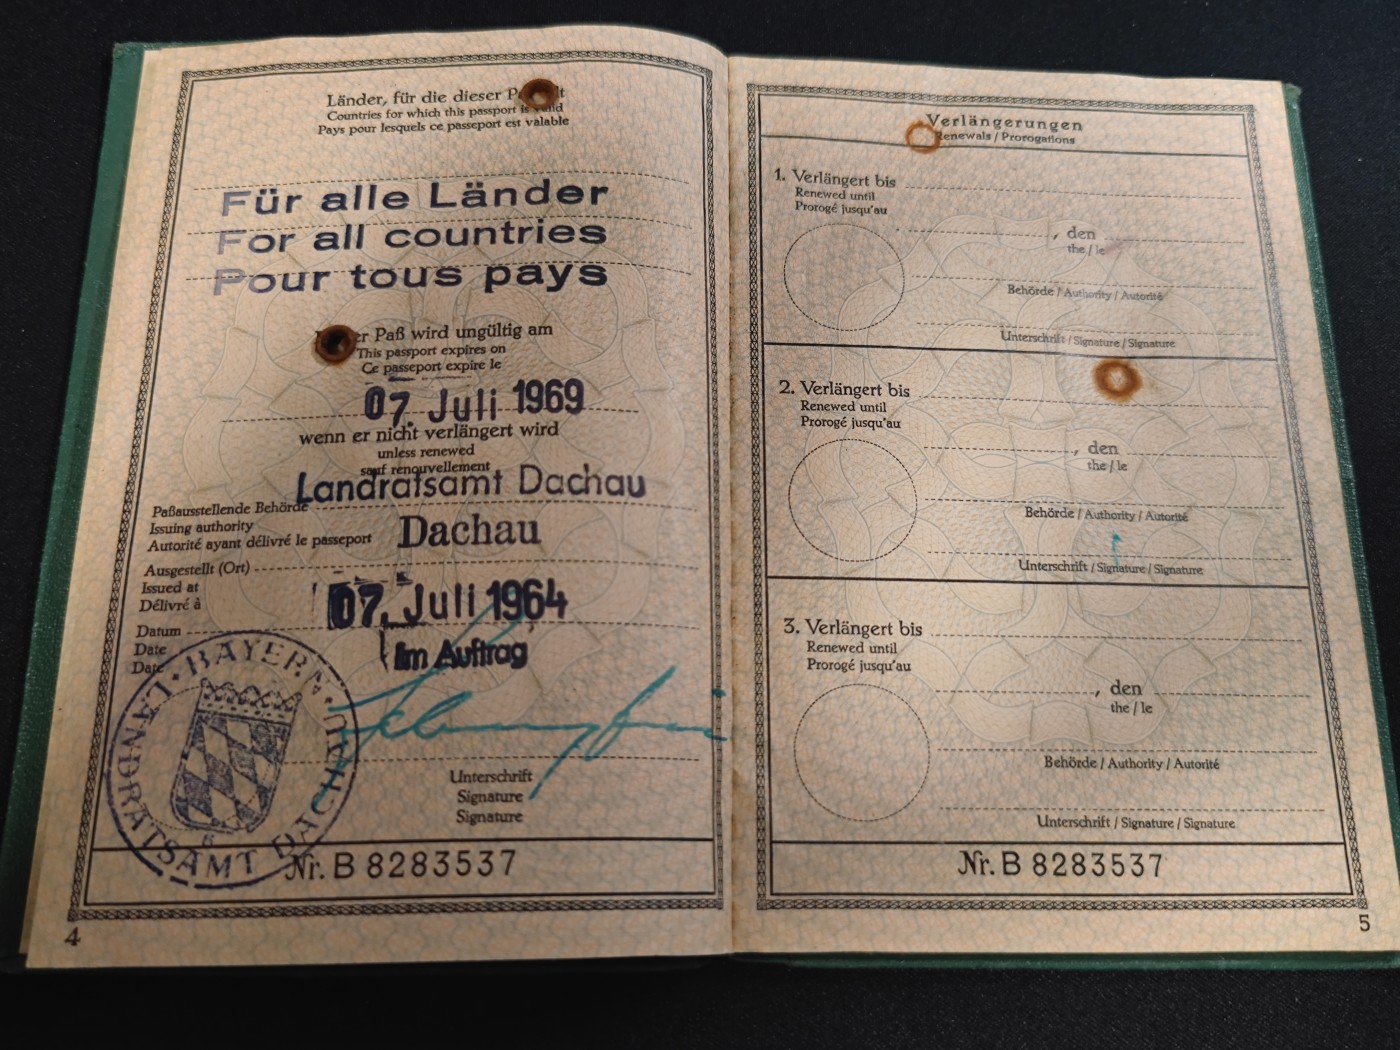 Länder, für die dieser
Countries for which this passport is valid
Pays pour lesquels ce passeport est valable
Für alle Länder
For all countries
Pour tous pays
Paß wird ungültig am
This passport expires on
Ce passeport expire le
07. Juli 1969
wenn er nicht verlängert wird
unless renewed
sauf renouvellement
Landratsamt Dachau
Paßausstellende Behörde
Issuing authority
Autorité ayant délivré le passeport
Dachau
Ausgestellt (Ort)
Issued at
Délivré à
07. Juli 1964
Datum
Date
Date
Im Auftrag
BAYERN
LANDRATSAMT DACHAU
Unterschrift
Signature
Signature
Nr. B 8283537
4
Verlängerungen
Renewals / Prorogations
1. Verlängert bis
Renewed until
Prorogé jusqu'au
, den
the / le
Behörde / Authority / Autorité
Unterschrift / Signature / Signature
2. Verlängert bis
Renewed until
Prorogé jusqu'au
, den
the / le
Behörde / Authority / Autorité
Unterschrift / Signature / Signature
3. Verlängert bis
Renewed until
Prorogé jusqu'au
, den
the / le
Behörde / Authority / Autorité
Unterschrift / Signature / Signature
Nr. B 8283537
5